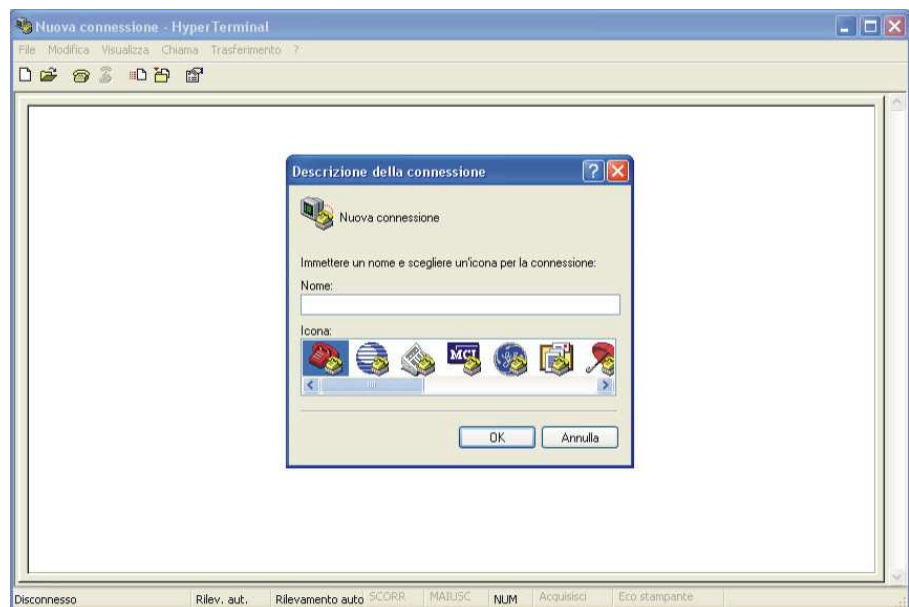 Nuova connessione - HyperTerminal
File Modifica Visualizza Chiama Trasferimento ?
Descrizione della connessione
Nuova connessione
Immettere un nome e scegliere un'icona per la connessione:
Nome:
Icona:
MCI
OK Annulla
Disconnesso Rilev. aut. Rilevamento auto SCORR MAIUSC NUM Acquisisci Eco stampante